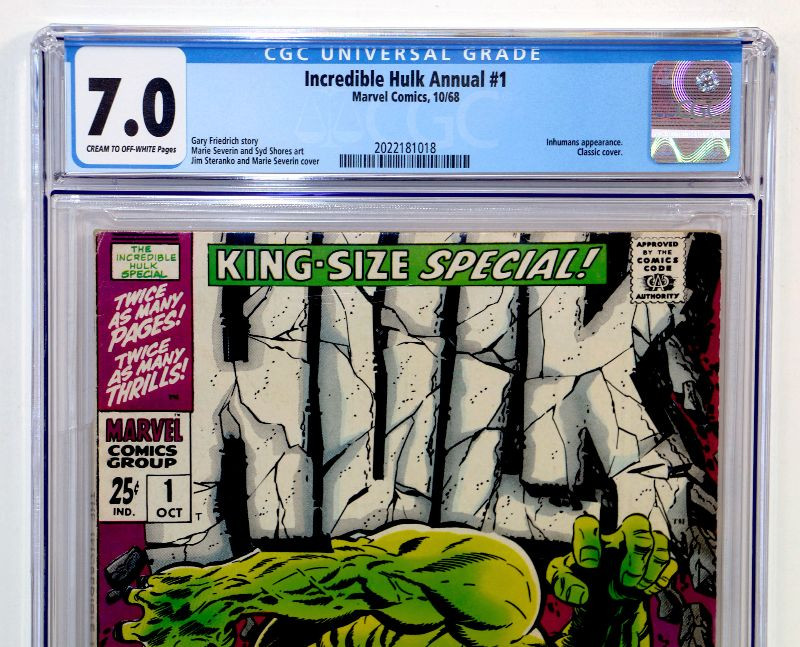 CGC UNIVERSAL GRADE
7.0
CREAM TO OFF-WHITE Pages
Incredible Hulk Annual #1
Marvel Comics, 10/68
Gary Friedrich story
Marie Severin and Syd Shores art
Jim Steranko and Marie Severin cover
2022181018
Inhumans appearance.
Classic cover.
CGC
THE
INCREDIBLE
HULK
SPECIAL
TWICE
AS MANY
PAGES!
TWICE
AS MANY
THRILLS!
MARVEL
COMICS
GROUP
25¢
IND.
1
OCT
KING-SIZE SPECIAL!
APPROVED
BY THE
COMICS
CODE
AUTHORITY
HULK